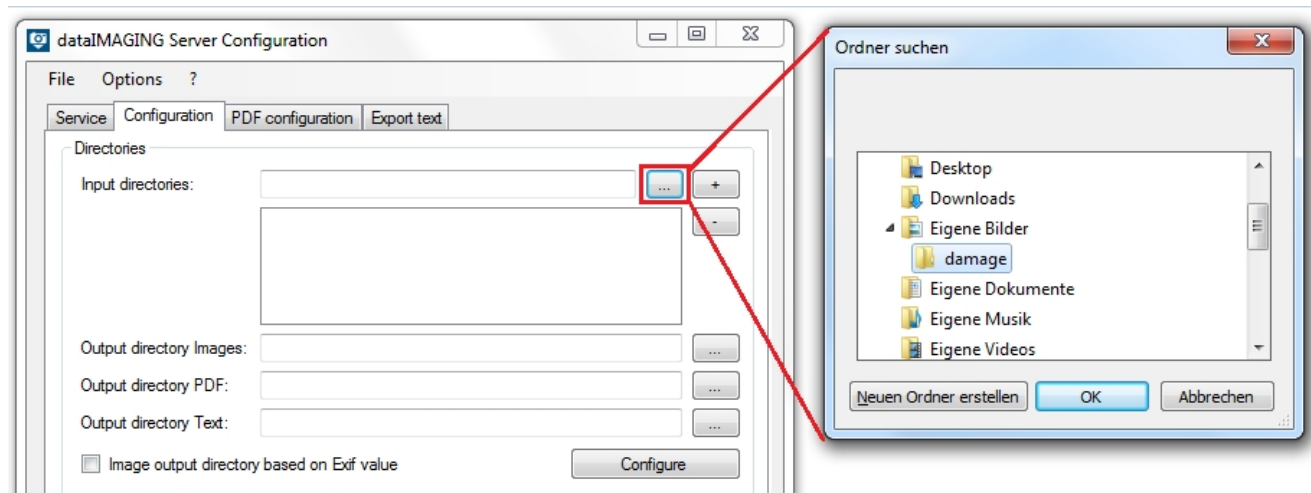 dataIMAGING Server Configuration
File Options ?
Service Configuration PDF configuration Export text
Directories
Input directories: ... +
-
Output directory Images: ...
Output directory PDF: ...
Output directory Text: ...
Image output directory based on Exif value Configure
Ordner suchen
Desktop
Downloads
Eigene Bilder
damage
Eigene Dokumente
Eigene Musik
Eigene Videos
Neuen Ordner erstellen OK Abbrechen